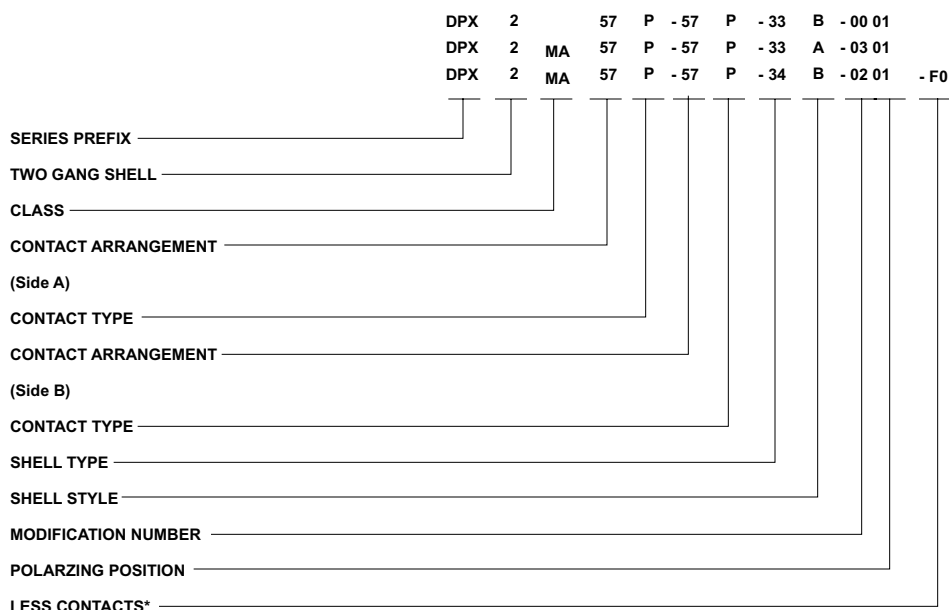 DPX 2 57 P - 57 P - 33 B - 00 01
DPX 2 MA 57 P - 57 P - 33 A - 03 01
DPX 2 MA 57 P - 57 P - 34 B - 02 01 - F0
SERIES PREFIX
TWO GANG SHELL
CLASS
CONTACT ARRANGEMENT
(Side A)
CONTACT TYPE
CONTACT ARRANGEMENT
(Side B)
CONTACT TYPE
SHELL TYPE
SHELL STYLE
MODIFICATION NUMBER
POLARZING POSITION
LESS CONTACTS*